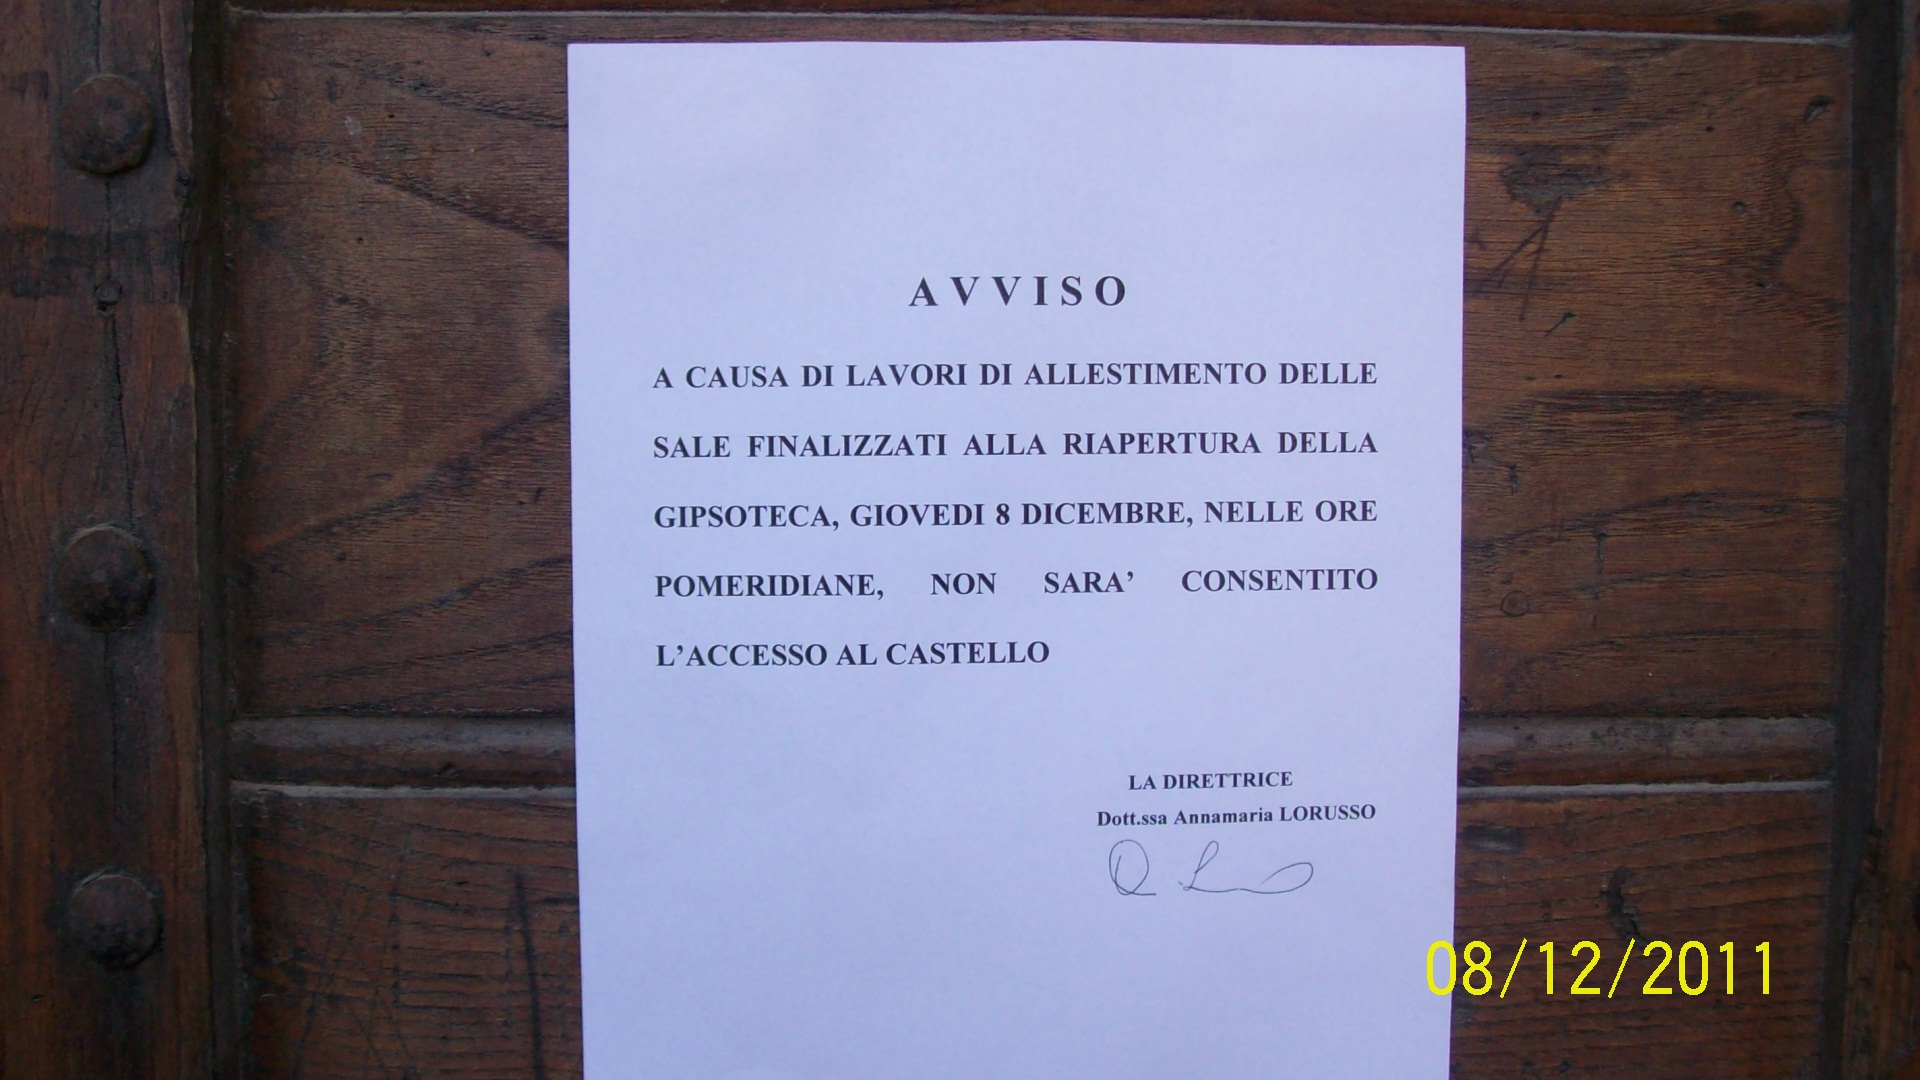 AVVISO
A CAUSA DI LAVORI DI ALLESTIMENTO DELLE
SALE FINALIZZATI ALLA RIAPERTURA DELLA
GIPSOTECA, GIOVEDI 8 DICEMBRE, NELLE ORE
POMERIDIANE, NON SARA’ CONSENTITO
L’ACCESSO AL CASTELLO
LA DIRETTRICE
Dott.ssa Annamaria LORUSSO
08/12/2011